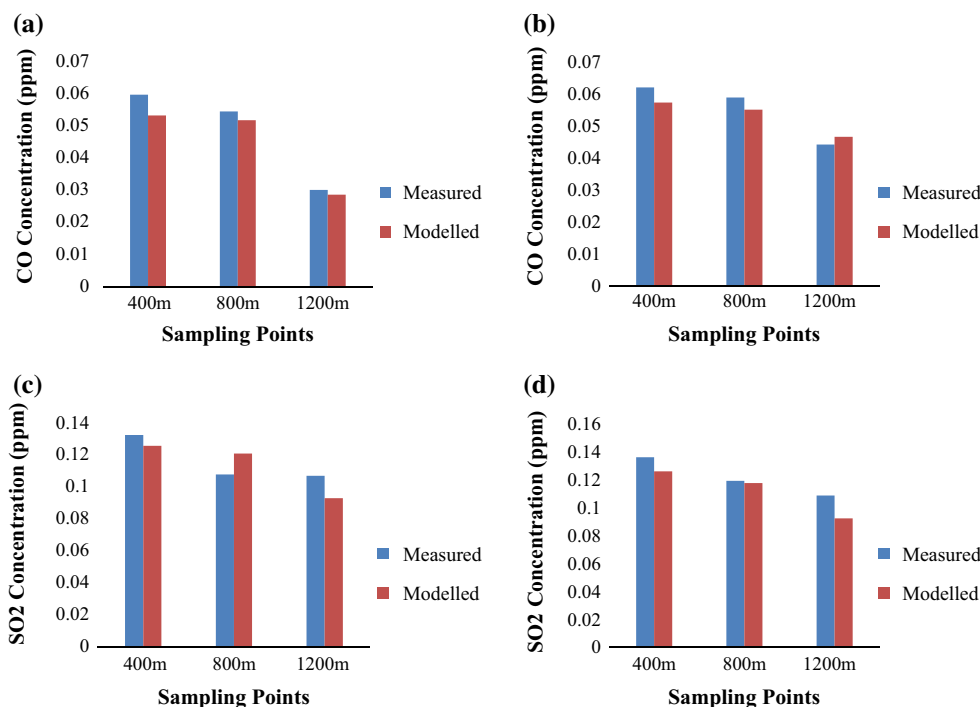 (a)
CO Concentration (ppm)
0.07
0.06
0.05
0.04
0.03
0.02
0.01
0
400m 800m 1200m
Sampling Points
Measured
Modelled
(b)
CO Concentration (ppm)
0.07
0.06
0.05
0.04
0.03
0.02
0.01
0
400m 800m 1200m
Sampling Points
Measured
Modelled
(c)
SO2 Concentration (ppm)
0.14
0.12
0.1
0.08
0.06
0.04
0.02
0
400m 800m 1200m
Sampling Points
Measured
Modelled
(d)
SO2 Concentration (ppm)
0.16
0.14
0.12
0.1
0.08
0.06
0.04
0.02
0
400m 800m 1200m
Sampling Points
Measured
Modelled